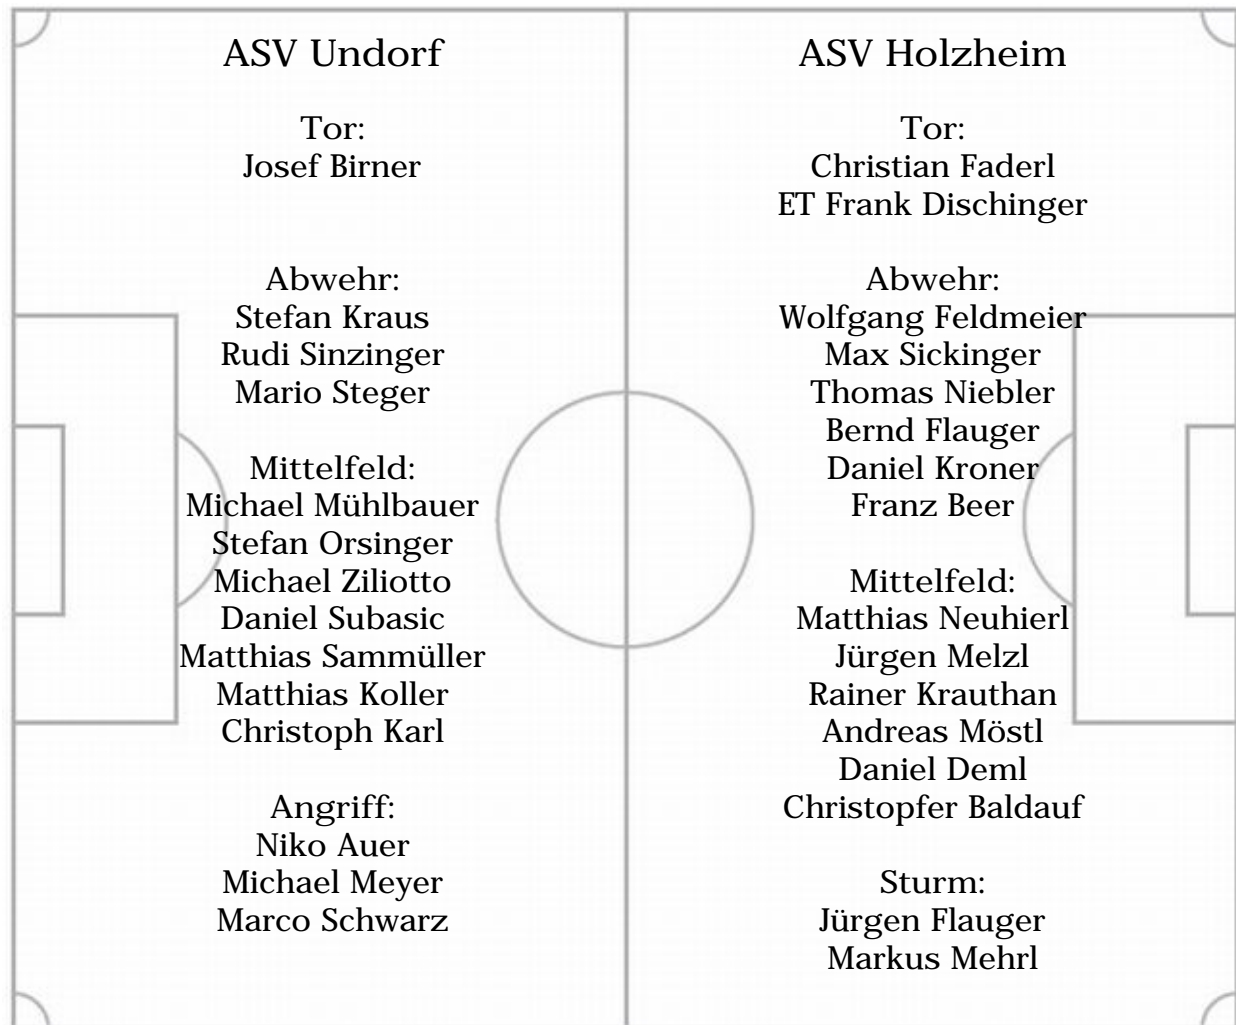 ASV Undorf
Tor:
Josef Birner
Abwehr:
Stefan Kraus
Rudi Sinzinger
Mario Steger
Mittelfeld:
Michael Mühlbauer
Stefan Orsinger
Michael Ziliotto
Daniel Subasic
Matthias Sammüller
Matthias Koller
Christoph Karl
Angriff:
Niko Auer
Michael Meyer
Marco Schwarz
ASV Holzheim
Tor:
Christian Faderl
ET Frank Dischinger
Abwehr:
Wolfgang Feldmeier
Max Sickinger
Thomas Niebler
Bernd Flauger
Daniel Kroner
Franz Beer
Mittelfeld:
Matthias Neuhierl
Jürgen Melzl
Rainer Krauthan
Andreas Möstl
Daniel Deml
Christopfer Baldauf
Sturm:
Jürgen Flauger
Markus Mehrl